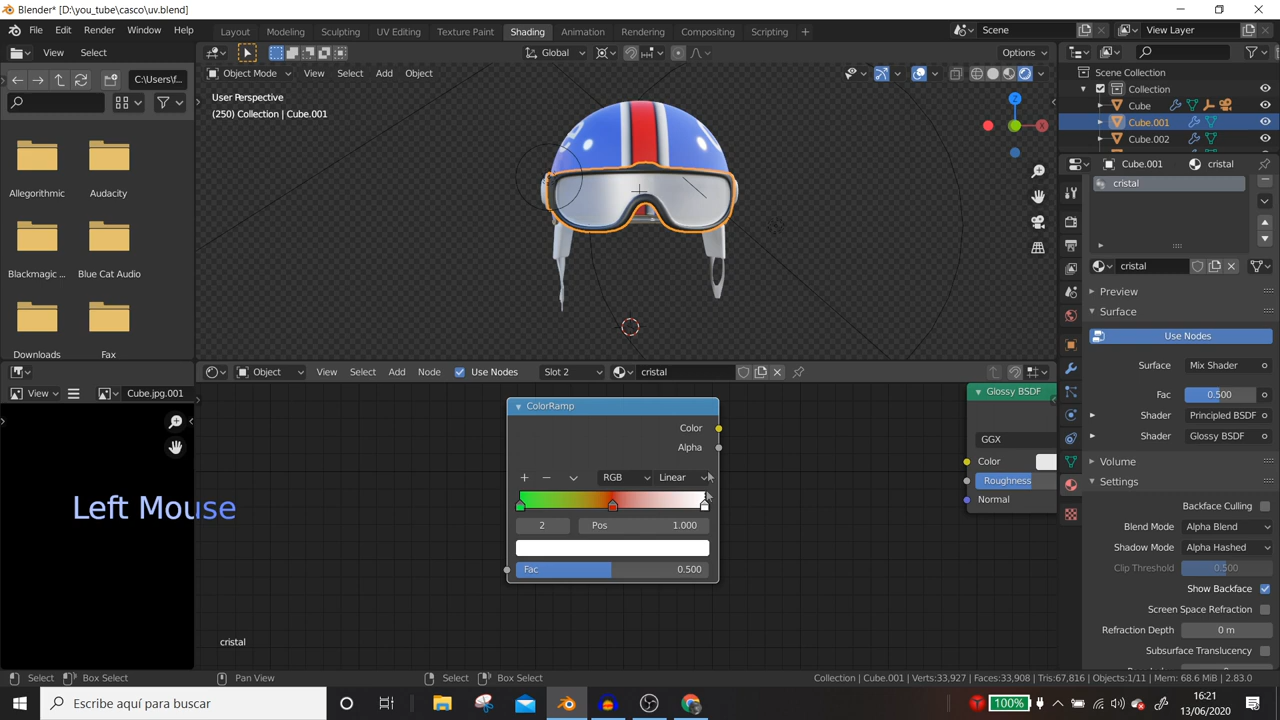 Blender* [D:\you_tube\casco\uv.blend]
File Edit Render Window Help Layout Modeling Sculpting UV Editing Texture Paint Shading Animation Rendering Compositing Scripting + Scene View Layer
View Select Global Options
Object Mode View Select Add Object
C:\Users\f...
User Perspective
(250) Collection | Cube.001
Allegorithmic Audacity
Blackmagic ... Blue Cat Audio
Downloads Fax
Scene Collection
Collection
Cube
Cube.001
Cube.002
Cube.001 cristal
cristal
cristal
Preview
Surface
Use Nodes
Surface Mix Shader
Fac 0.500
Shader Principled BSDF
Shader Glossy BSDF
Volume
Settings
Backface Culling
Blend Mode Alpha Blend
Shadow Mode Alpha Hashed
Clip Threshold 0.500
Show Backface
Screen Space Refraction
Refraction Depth 0 m
Subsurface Translucency
Object View Select Add Node Use Nodes Slot 2 cristal
View Cube.jpg.001
ColorRamp
Color
Alpha
RGB Linear
2 Pos 1.000
Fac 0.500
Glossy BSDF
GGX
Color
Roughness
Normal
Left Mouse
cristal
Select Box Select Pan View Select Box Select Collection | Cube.001 | Verts:33,927 | Faces:33,908 | Tris:67,816 | Objects:1/11 | Mem: 68.6 MiB | 2.83.0
Escribe aquí para buscar
100%
16:21
13/06/2020